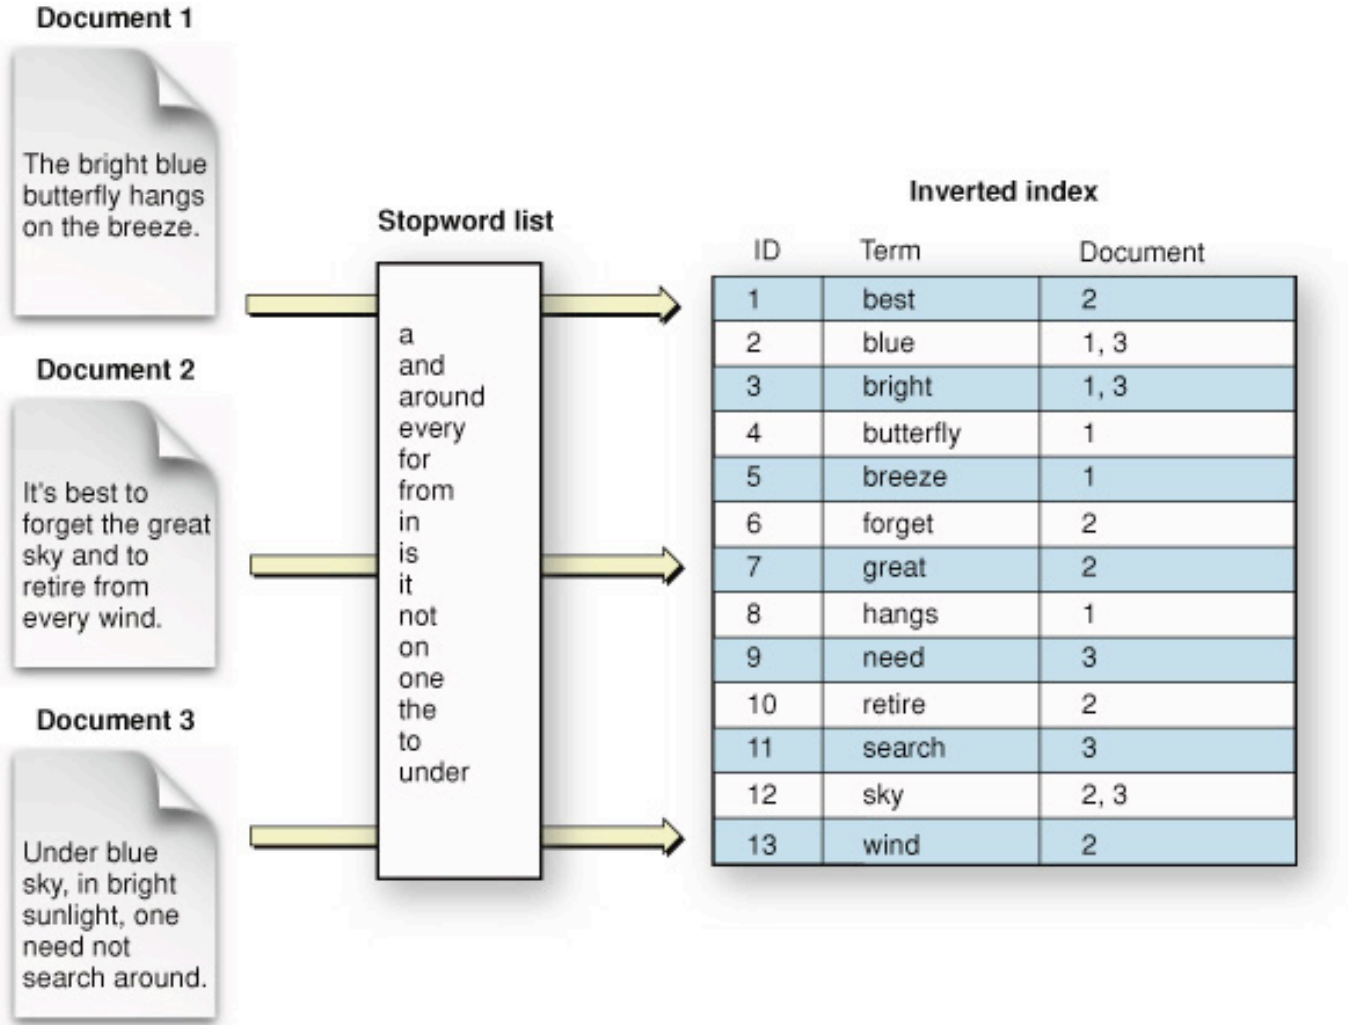 Document 1
The bright blue
butterfly hangs
on the breeze.
Document 2
It's best to
forget the great
sky and to
retire from
every wind.
Document 3
Under blue
sky, in bright
sunlight, one
need not
search around.
Stopword list
a
and
around
every
for
from
in
is
it
not
on
one
the
to
under
Inverted index
ID Term Document
1 best 2
2 blue 1, 3
3 bright 1, 3
4 butterfly 1
5 breeze 1
6 forget 2
7 great 2
8 hangs 1
9 need 3
10 retire 2
11 search 3
12 sky 2, 3
13 wind 2